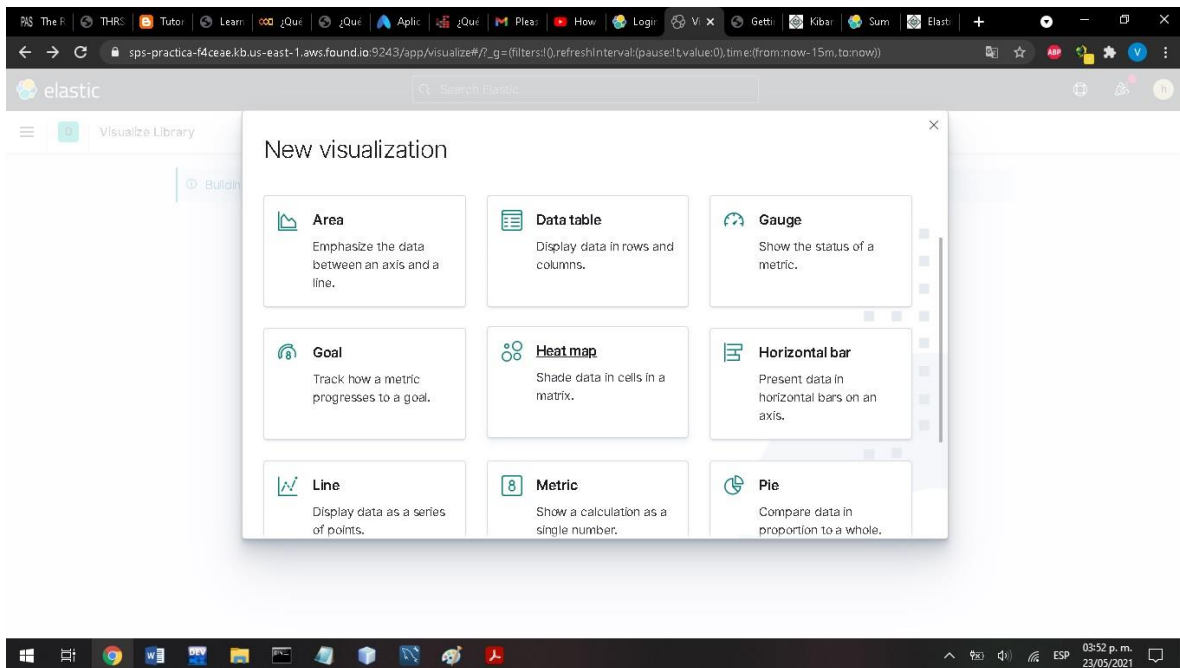 The R
THRS
Tutor
Learn
¿Qué
¿Qué
Aplic
¿Qué
Pleas
How
Login
Vi
Getti
Kibar
Sum
Elasti
sps-practica-f4ceae.kb.us-east-1.aws.found.io:9243/app/visualize#/?_g=(filters:!(),refreshInterval:(pause:!t,value:0),time:(from:now-15m,to:now))
ABP
V
elastic
Search Elastic
h
D
Visualize Library
Buildin
New visualization
Area
Emphasize the data
between an axis and a
line.
Data table
Display data in rows and
columns.
Gauge
Show the status of a
metric.
8
Goal
Track how a metric
progresses to a goal.
Heat map
Shade data in cells in a
matrix.
Horizontal bar
Present data in
horizontal bars on an
axis.
Line
Display data as a series
of points.
8
Metric
Show a calculation as a
single number.
Pie
Compare data in
proportion to a whole.
DEV
ESP
03:52 p. m.
23/05/2021